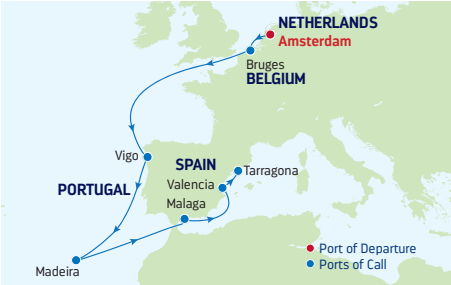 NETHERLANDS
Amsterdam
Bruges
BELGIUM
Vigo
SPAIN
Tarragona
Valencia
PORTUGAL
Malaga
Madeira
Port of Departure
Ports of Call